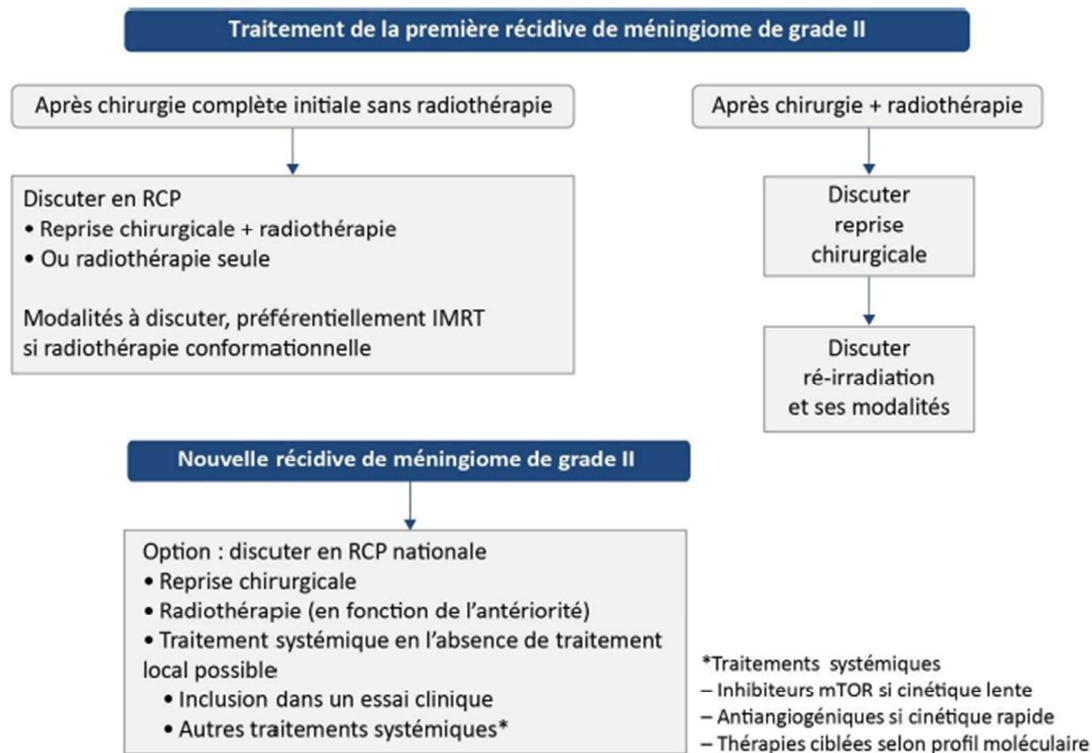 Traitement de la première récidive de méningiome de grade II
Après chirurgie complète initiale sans radiothérapie
Discuter en RCP
• Reprise chirurgicale + radiothérapie
• Ou radiothérapie seule
Modalités à discuter, préférentiellement IMRT
si radiothérapie conformationnelle
Après chirurgie + radiothérapie
Discuter
reprise
chirurgicale
Discuter
ré-irradiation
et ses modalités
Nouvelle récidive de méningiome de grade II
Option : discuter en RCP nationale
• Reprise chirurgicale
• Radiothérapie (en fonction de l'antériorité)
• Traitement systémique en l'absence de traitement
local possible
• Inclusion dans un essai clinique
• Autres traitements systémiques*
*Traitements systémiques
– Inhibiteurs mTOR si cinétique lente
– Antiangiogéniques si cinétique rapide
– Thérapies ciblées selon profil moléculaire